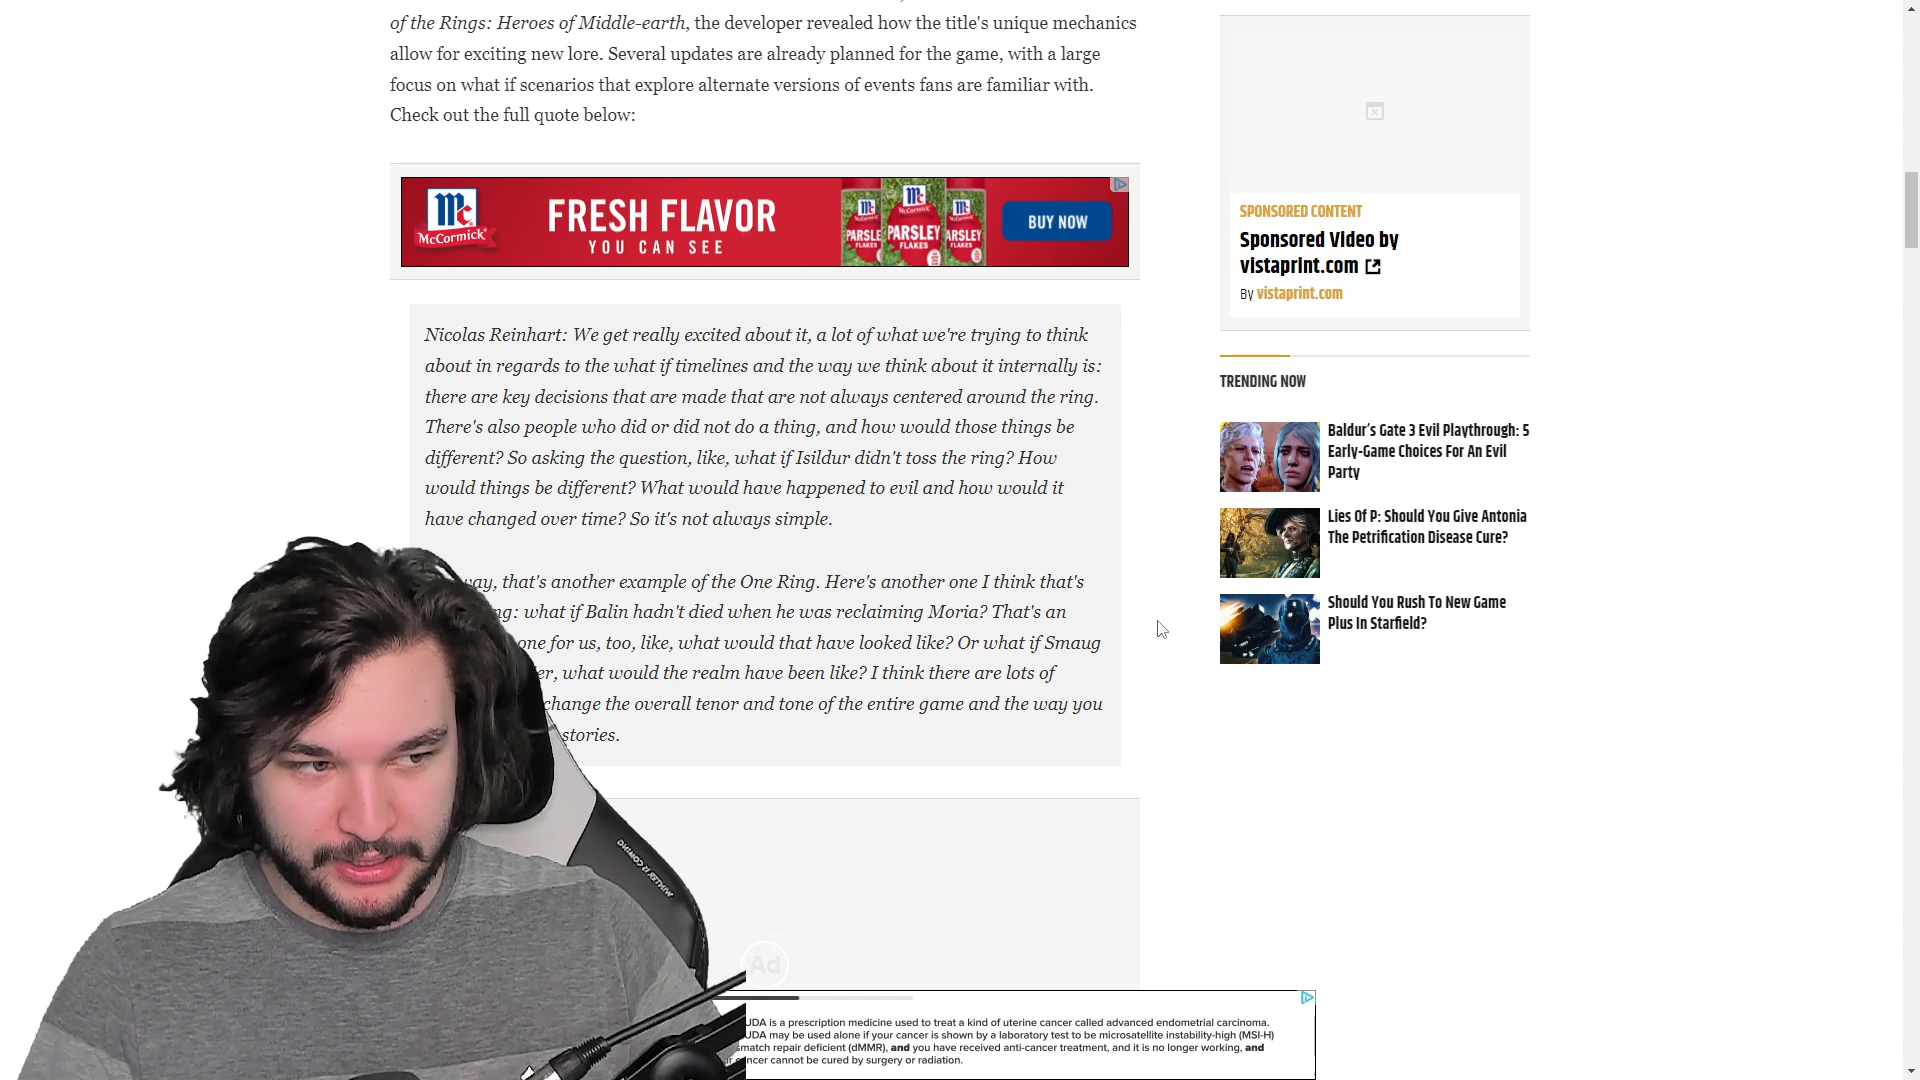 of the Rings: Heroes of Middle-earth, the developer revealed how the title's unique mechanics
allow for exciting new lore. Several updates are already planned for the game, with a large
focus on what if scenarios that explore alternate versions of events fans are familiar with.
Check out the full quote below:
Mc
McCormick
FRESH FLAVOR
YOU CAN SEE
PARSLEY
FLAKES
BUY NOW
Nicolas Reinhart: We get really excited about it, a lot of what we're trying to think
about in regards to the what if timelines and the way we think about it internally is:
there are key decisions that are made that are not always centered around the ring.
There's also people who did or did not do a thing, and how would those things be
different? So asking the question, like, what if Isildur didn't toss the ring? How
would things be different? What would have happened to evil and how would it
have changed over time? So it's not always simple.
way, that's another example of the One Ring. Here's another one I think that's
ng: what if Balin hadn't died when he was reclaiming Moria? That's an
one for us, too, like, what would that have looked like? Or what if Smaug
er, what would the realm have been like? I think there are lots of
change the overall tenor and tone of the entire game and the way you
stories.
Ad
UDA is a prescription medicine used to treat a kind of uterine cancer called advanced endometrial carcinoma.
UDA may be used alone if your cancer is shown by a laboratory test to be microsatellite instability-high (MSI-H)
smatch repair deficient (dMMR), and you have received anti-cancer treatment, and it is no longer working, and
ncer cannot be cured by surgery or radiation.
SPONSORED CONTENT
Sponsored Video by
vistaprint.com
By vistaprint.com
TRENDING NOW
Baldur's Gate 3 Evil Playthrough: 5
Early-Game Choices For An Evil
Party
Lies Of P: Should You Give Antonia
The Petrification Disease Cure?
Should You Rush To New Game
Plus In Starfield?